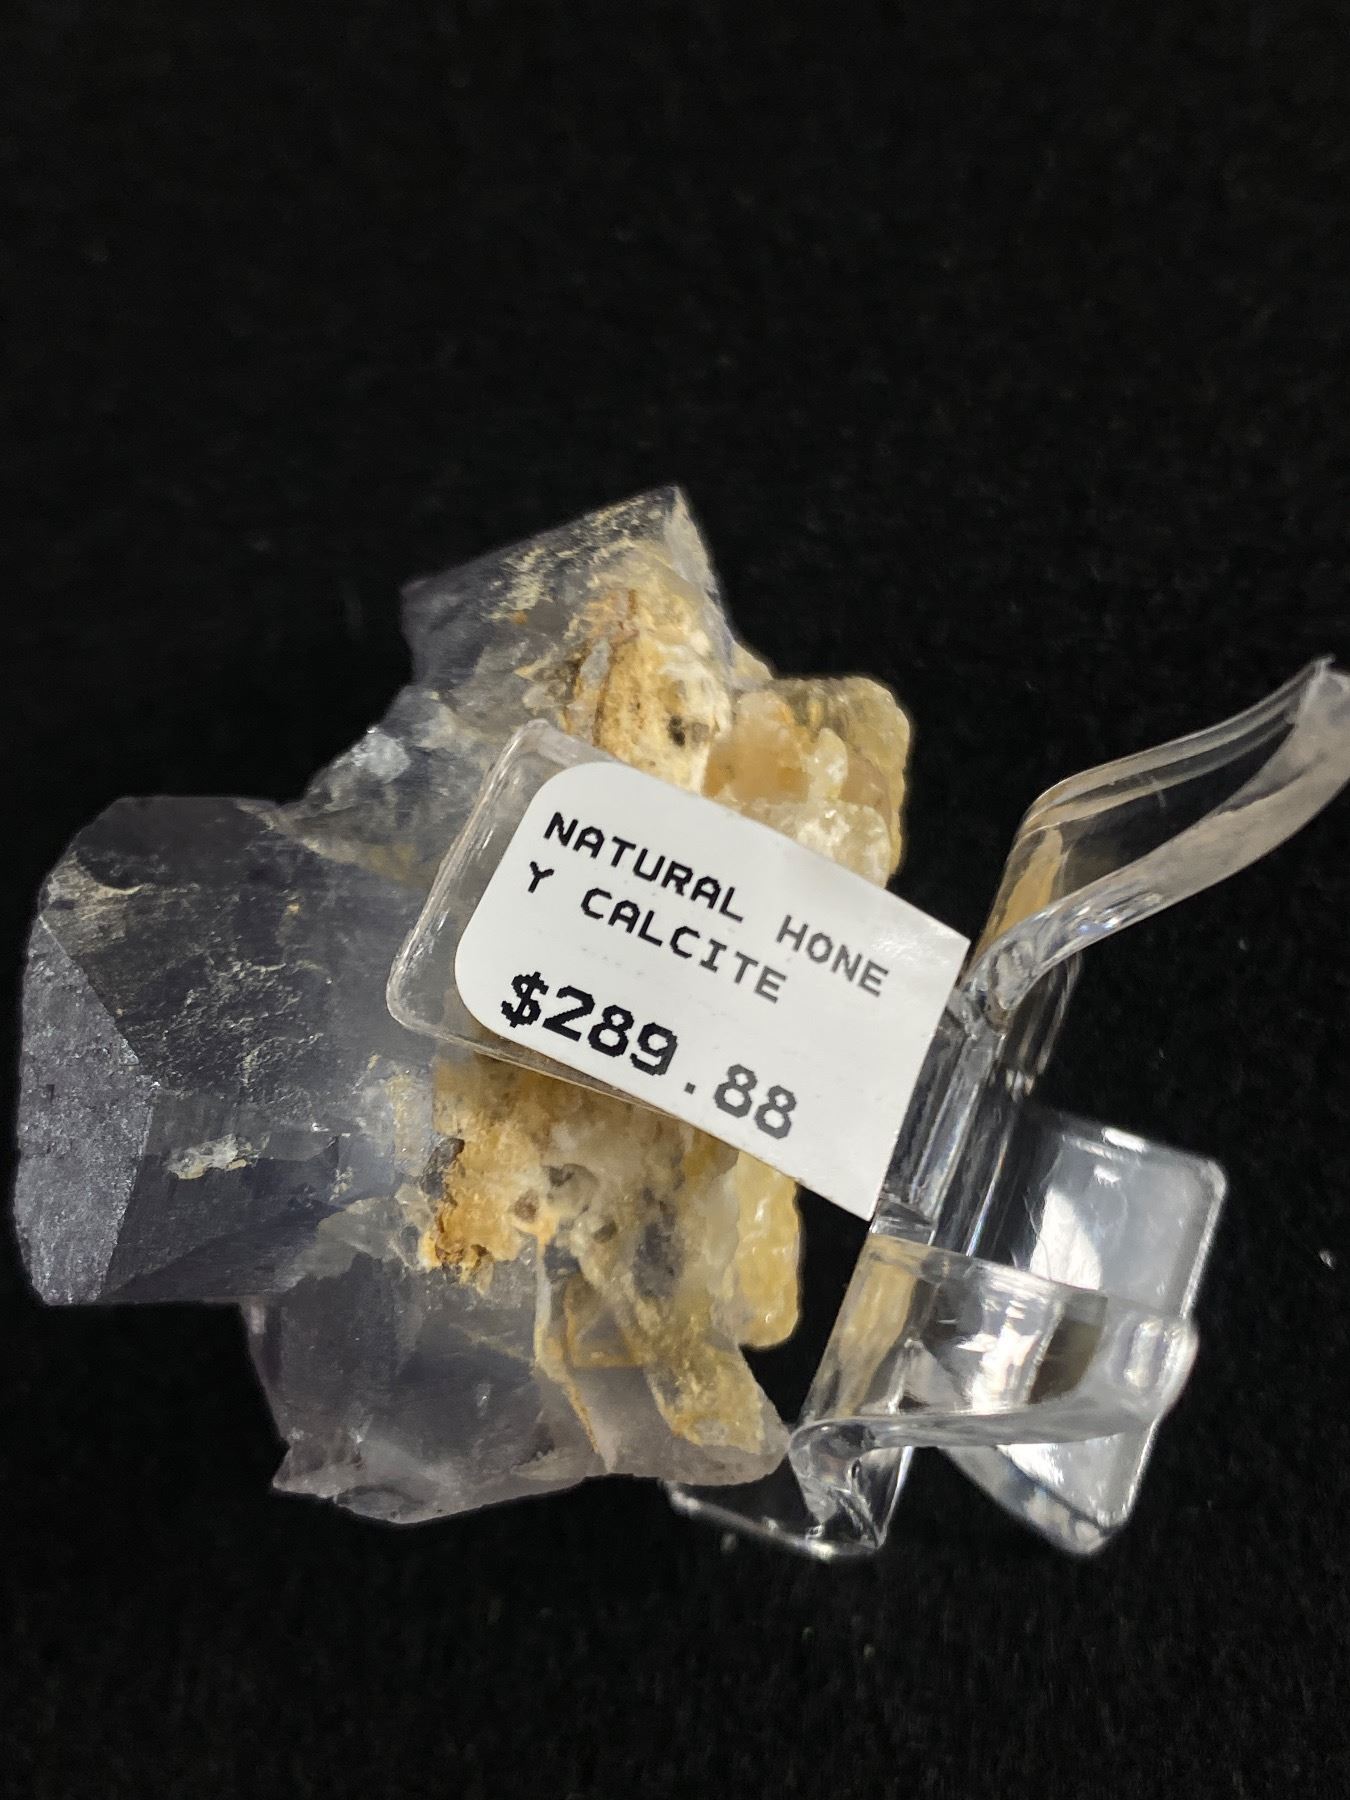 NATURAL HONE
Y CALCITE
$289.88